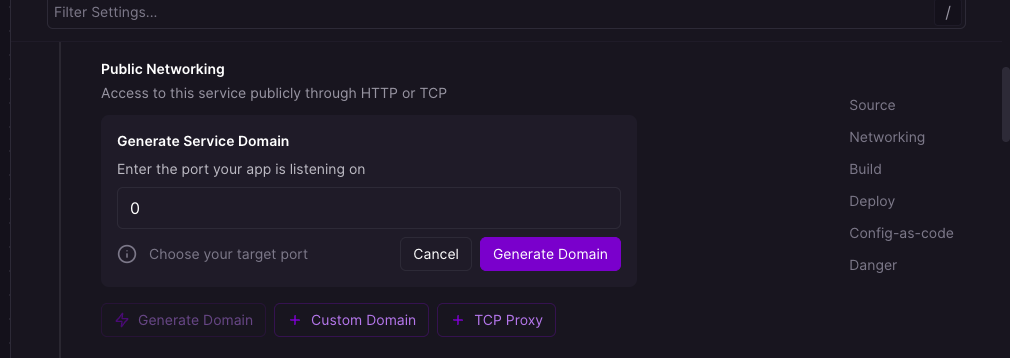 Filter Settings...
/
Public Networking
Access to this service publicly through HTTP or TCP
Generate Service Domain
Enter the port your app is listening on
0
Choose your target port
Cancel
Generate Domain
Generate Domain
+ Custom Domain
+ TCP Proxy
Source
Networking
Build
Deploy
Config-as-code
Danger